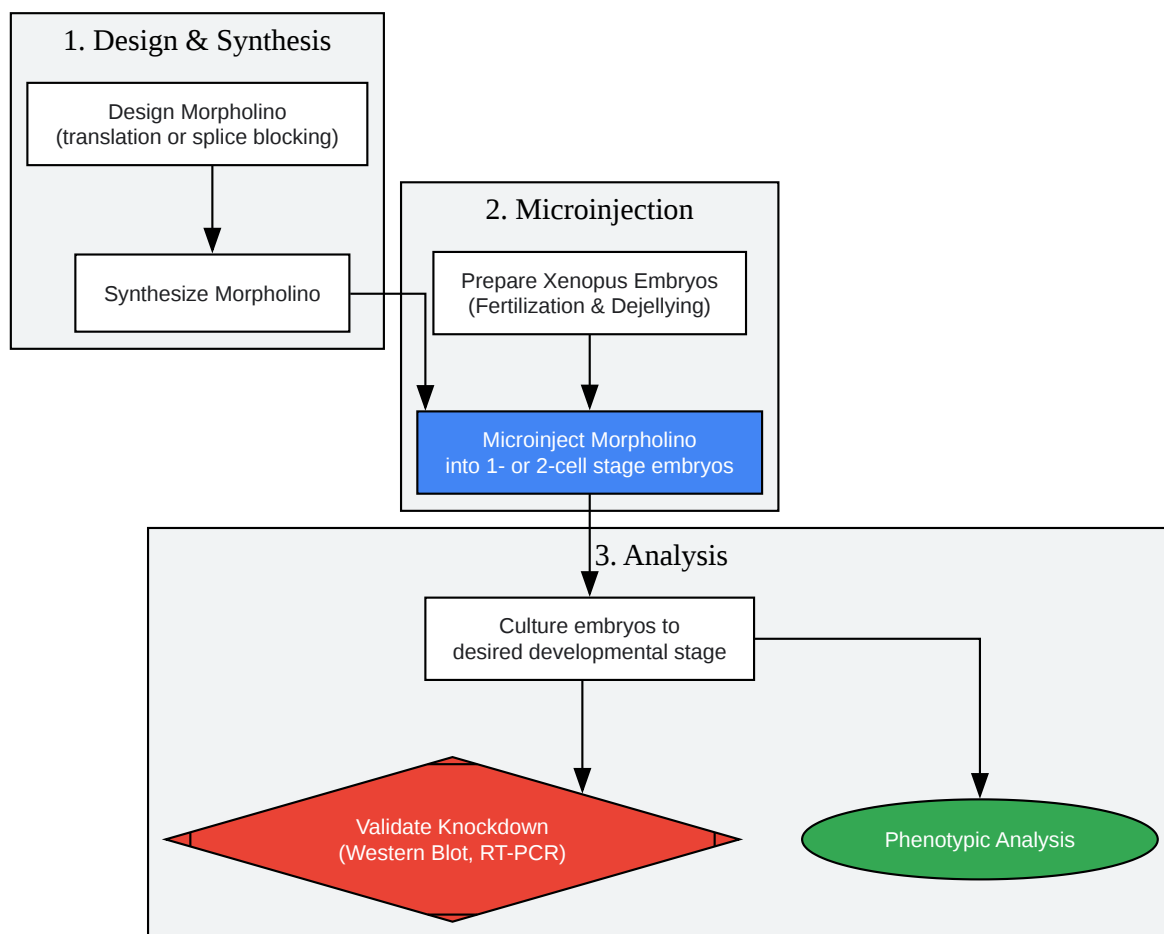 1. Design & Synthesis
Design Morpholino
(translation or splice blocking)
Synthesize Morpholino
2. Microinjection
Prepare Xenopus Embryos
(Fertilization & Dejellying)
Microinject Morpholino
into 1- or 2-cell stage embryos
3. Analysis
Culture embryos to
desired developmental stage
Validate Knockdown
(Western Blot, RT-PCR)
Phenotypic Analysis